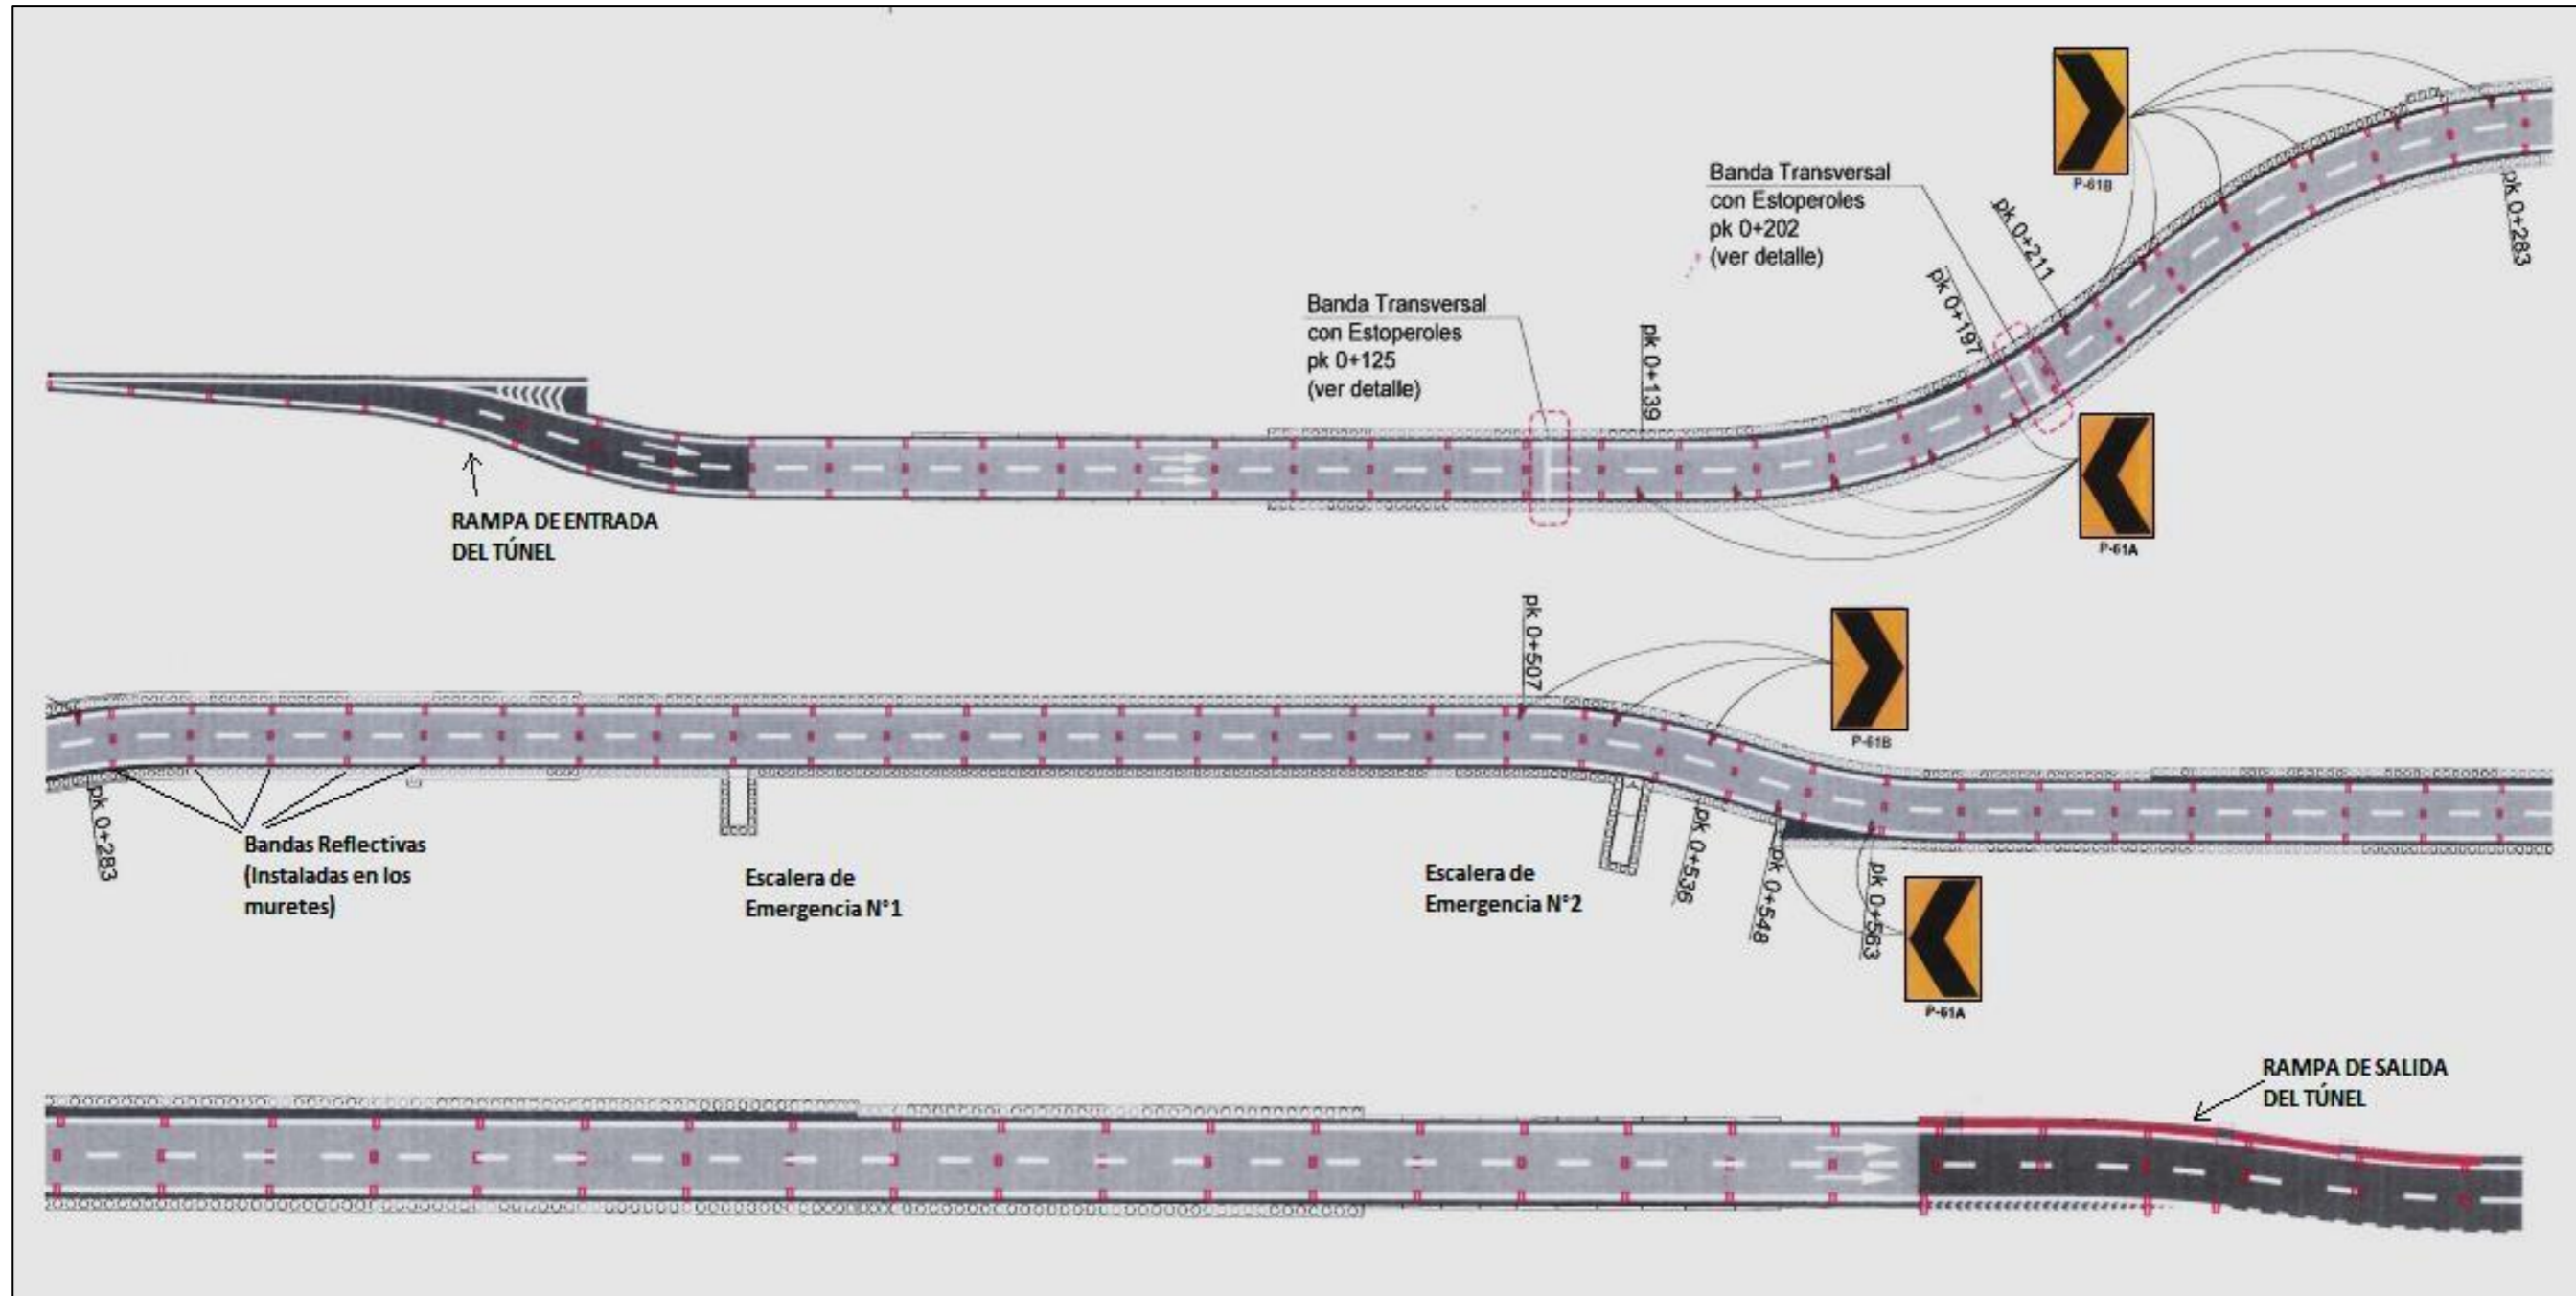 P-61B
Banda Transversal
con Estoperoles
pk 0+202
(ver detalle)
pk 0+211
pk 0+197
pk 0+283
Banda Transversal
con Estoperoles
pk 0+125
(ver detalle)
pk 0+139
P-61A
RAMPA DE ENTRADA
DEL TÚNEL
pk 0+507
P-61B
pk 0+283
Bandas Reflectivas
(Instaladas en los
muretes)
Escalera de
Emergencia N°1
Escalera de
Emergencia N°2
pk 0+536
pk 0+548
pk 0+563
P-61A
RAMPA DE SALIDA
DEL TÚNEL